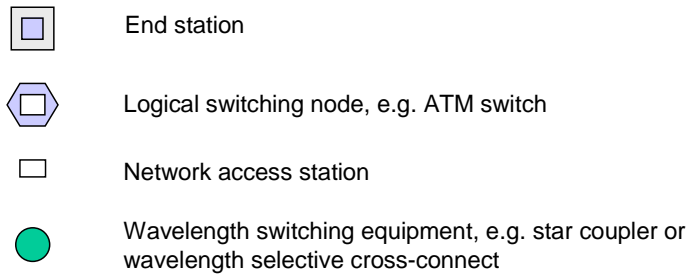 End station
Logical switching node, e.g. ATM switch
Network access station
Wavelength switching equipment, e.g. star coupler or
wavelength selective cross-connect